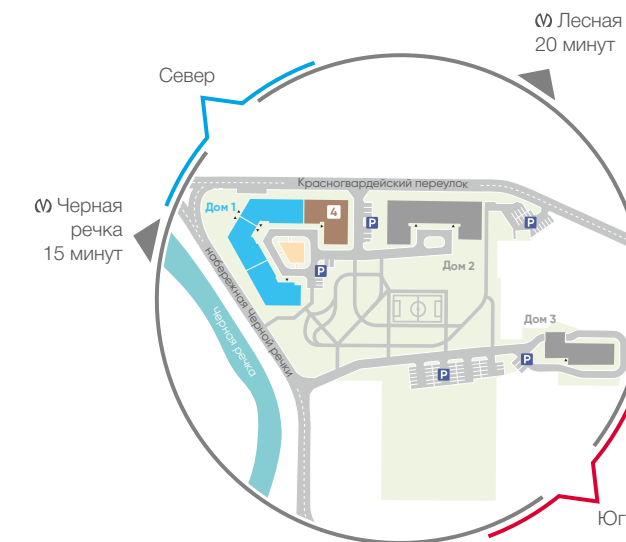 Лесная
20 минут
Север
Черная
речка
15 минут
Красногвардейский переулок
Дом 1
4
P
P
P
Дом 2
набережная Черной речки
Черная речка
Дом 3
P
P
Юг